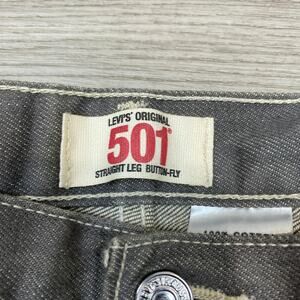 LEVI'S® ORIGINAL
501®
STRAIGHT LEG BUTTON-FLY